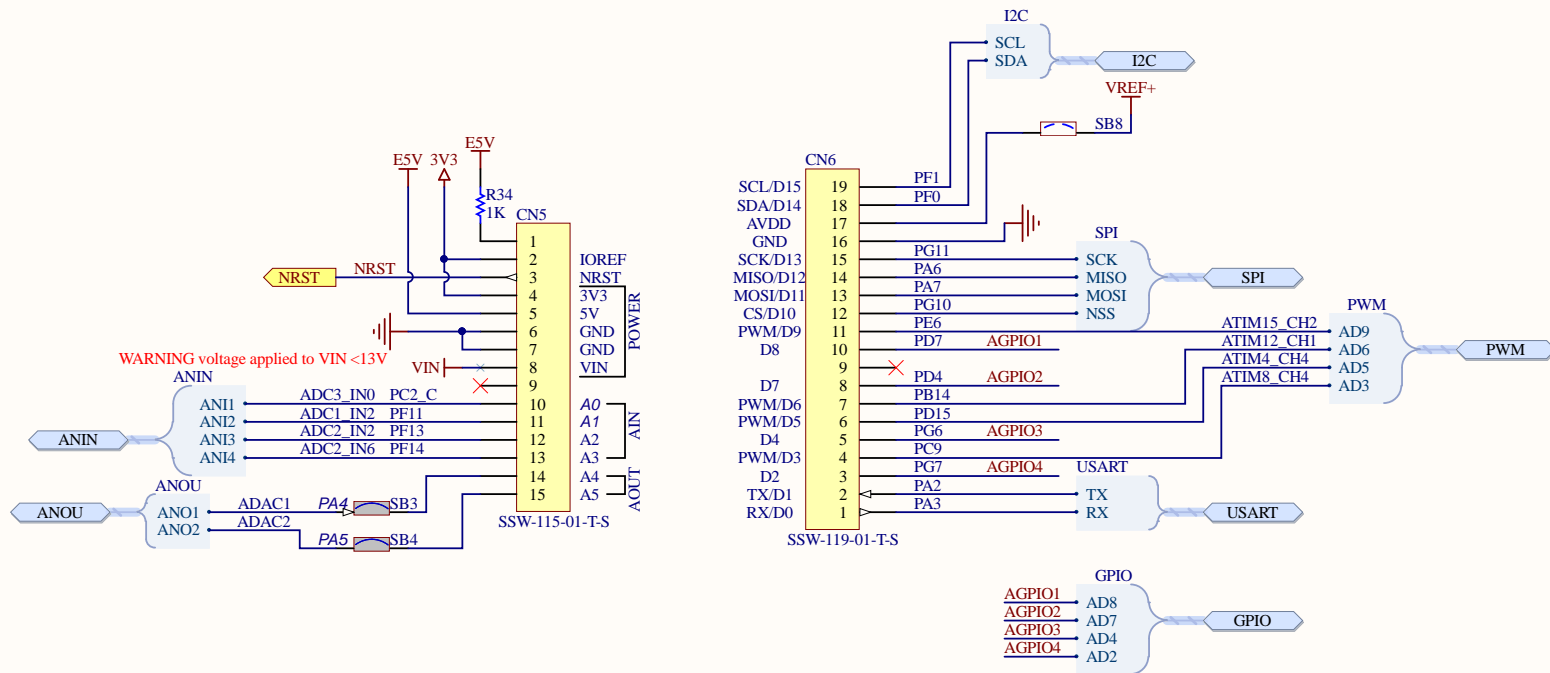 I2C
SCL
SDA
I2C
VREF+
SB8
E5V
E5V 3V3
R34
1K
CN5
1
2 IOREF
NRST NRST 3 NRST
4 3V3
5 5V
6 GND
7 GND
VIN 8 VIN
9
POWER
WARNING voltage applied to VIN <13V
ANIN
ANI1 ADC3_IN0 PC2_C 10 A0
ANI2 ADC1_IN2 PF11 11 A1
ANIN ANI3 ADC2_IN2 PF13 12 A2
ANI4 ADC2_IN6 PF14 13 A3
AIN
14 A4
15 A5
AOUT
ANOU
ANOU ANO1 ADAC1 PA4 SB3
ANO2 ADAC2 PA5 SB4
SSW-115-01-T-S
CN6
SCL/D15 19 PF1
SDA/D14 18 PF0
AVDD 17
GND 16
SPI
SCK/D13 15 PG11 SCK
MISO/D12 14 PA6 MISO SPI
MOSI/D11 13 PA7 MOSI
CS/D10 12 PG10 NSS
PWM
PWM/D9 11 PE6 ATIM15_CH2 AD9
D8 10 PD7 AGPIO1 ATIM12_CH1 AD6 PWM
9 ATIM4_CH4 AD5
D7 8 PD4 AGPIO2 ATIM8_CH4 AD3
PWM/D6 7 PB14
PWM/D5 6 PD15
D4 5 PG6 AGPIO3
PWM/D3 4 PC9
D2 3 PG7 AGPIO4 USART
TX/D1 2 PA2 TX
RX/D0 1 PA3 RX USART
SSW-119-01-T-S
GPIO
AGPIO1 AD8
AGPIO2 AD7 GPIO
AGPIO3 AD4
AGPIO4 AD2